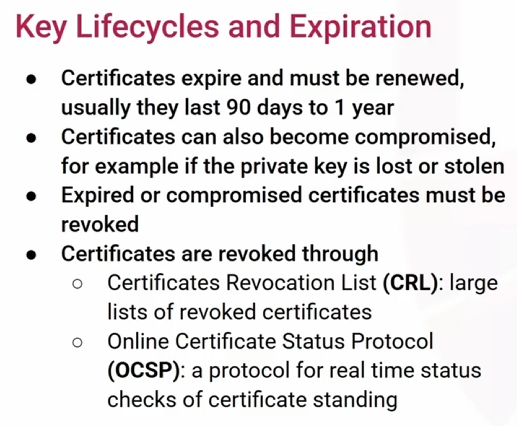 Key Lifecycles and Expiration
● Certificates expire and must be renewed,
usually they last 90 days to 1 year
● Certificates can also become compromised,
for example if the private key is lost or stolen
● Expired or compromised certificates must be
revoked
● Certificates are revoked through
○ Certificates Revocation List (CRL): large
lists of revoked certificates
○ Online Certificate Status Protocol
(OCSP): a protocol for real time status
checks of certificate standing